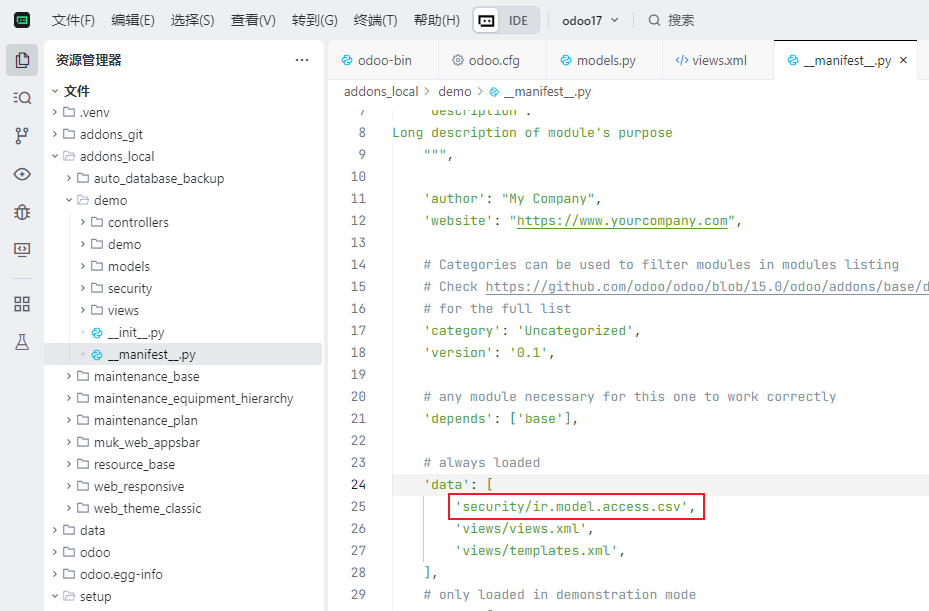 文件(F) 编辑(E) 选择(S) 查看(V) 转到(G) 终端(T) 帮助(H) IDE odoo17 搜索
资源管理器 ···
文件
.venv
addons_git
addons_local
auto_database_backup
demo
controllers
demo
models
security
views
__init__.py
__manifest__.py
maintenance_base
maintenance_equipment_hierarchy
maintenance_plan
muk_web_appsbar
resource_base
web_responsive
web_theme_classic
data
odoo
odoo.egg-info
setup
odoo-bin odoo.cfg models.py views.xml __manifest__.py
addons_local > demo > __manifest__.py
7 'description':
8 Long description of module's purpose
9 """,
10
11 'author': "My Company",
12 'website': "https://www.yourcompany.com",
13
14 # Categories can be used to filter modules in modules listing
15 # Check https://github.com/odoo/odoo/blob/15.0/odoo/addons/base/d
16 # for the full list
17 'category': 'Uncategorized',
18 'version': '0.1',
19
20 # any module necessary for this one to work correctly
21 'depends': ['base'],
22
23 # always loaded
24 'data': [
25 'security/ir.model.access.csv',
26 'views/views.xml',
27 'views/templates.xml',
28 ],
29 # only loaded in demonstration mode